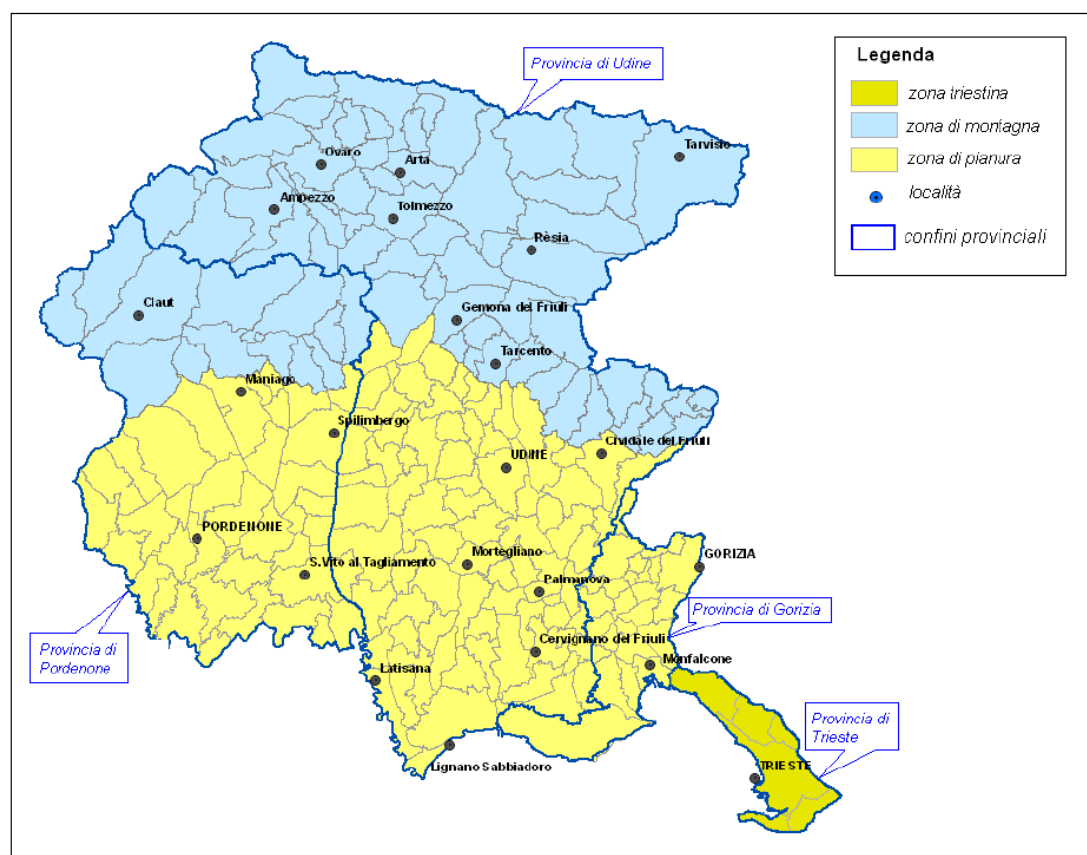 Provincia di Udine
Legenda
zona triestina
zona di montagna
zona di pianura
località
confini provinciali
Tarvisio
Ovaro
Arta
Ampezzo
Tolmezzo
Rèsia
Claut
Gemona del Friuli
Tarcento
Maniago
Spilimbergo
Cividale del Friuli
UDINE
PORDENONE
S.Vito al Tagliamento
Mortegliano
GORIZIA
Palmanova
Provincia di Gorizia
Provincia di
Pordenone
Cervignano del Friuli
Monfalcone
Latisana
Provincia di
Trieste
Lignano Sabbiadoro
TRIESTE